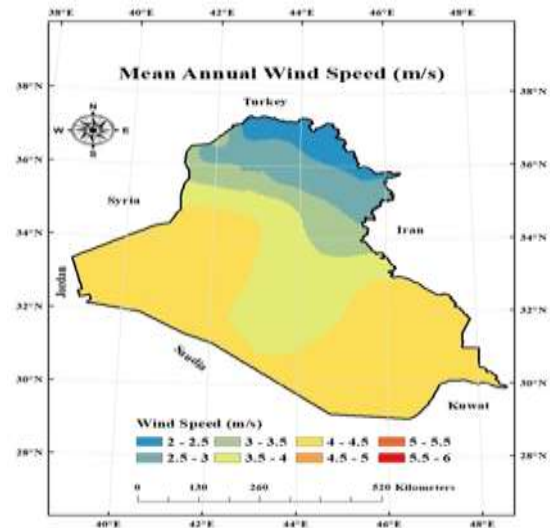 38°E 40°E 42°E 44°E 46°E 48°E
Mean Annual Wind Speed (m/s)
Turkey
N
W E
S
Syria
Iran
Jordan
Saudia
Kuwat
38°N
36°N
34°N
32°N
30°N
28°N
38°N
36°N
34°N
32°N
30°N
28°N
Wind Speed (m/s)
2 - 2.5 3 - 3.5 4 - 4.5 5 - 5.5
2.5 - 3 3.5 - 4 4.5 - 5 5.5 - 6
0 130 260 520 Kilometers
40°E 42°E 44°E 46°E 48°E